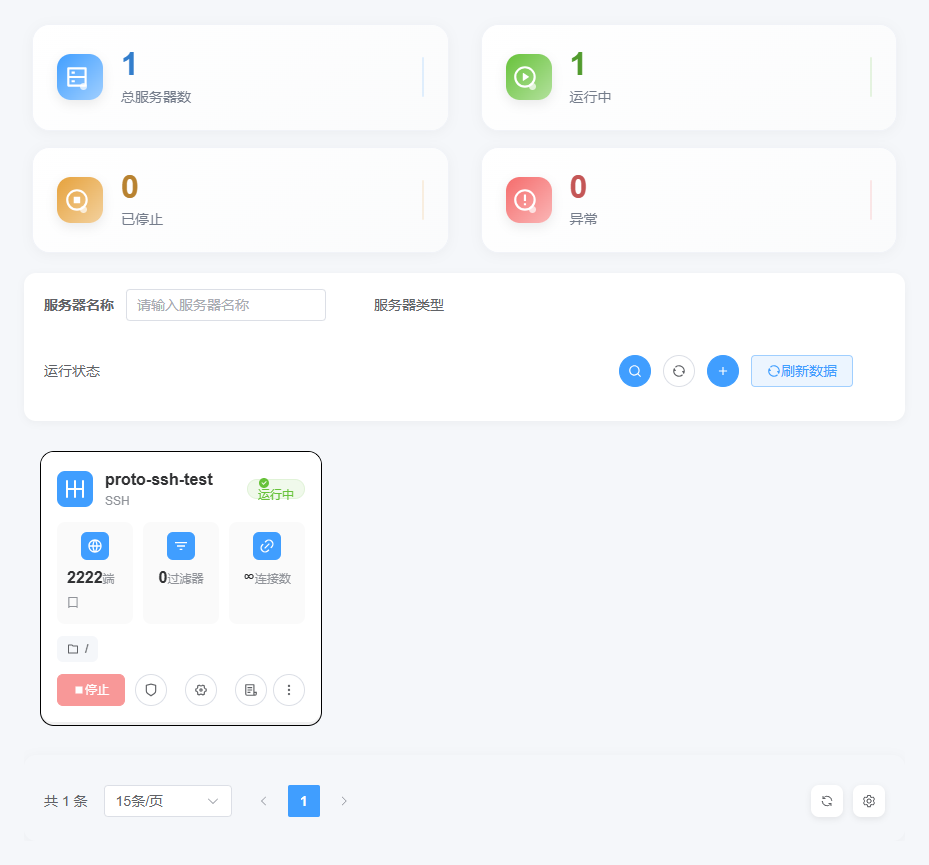 1
总服务器数
1
运行中
0
已停止
0
异常
服务器名称 请输入服务器名称 服务器类型
运行状态 刷新数据
proto-ssh-test
SSH
运行中
2222端口
0过滤器
∞连接数
/
停止
共 1 条 15条/页 1